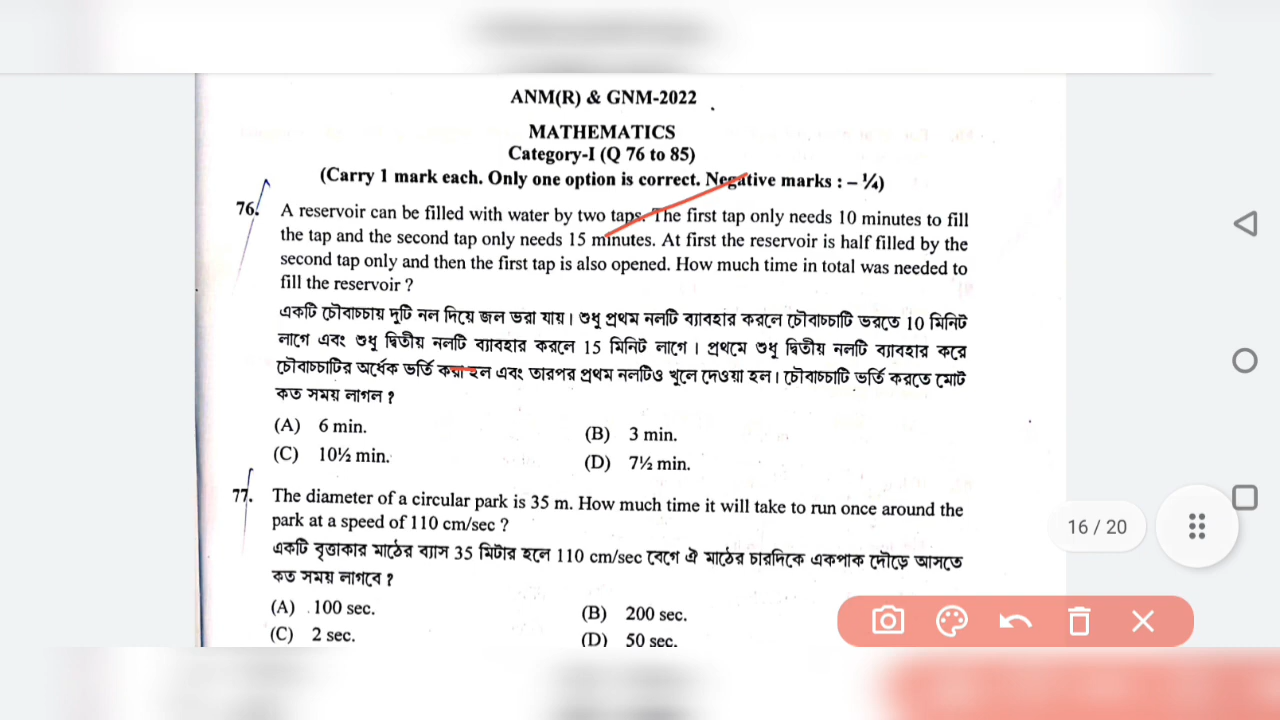 ANM(R) & GNM-2022
MATHEMATICS
Category-I (Q 76 to 85)
(Carry 1 mark each. Only one option is correct. Negative marks : – ¼)
76. A reservoir can be filled with water by two taps. The first tap only needs 10 minutes to fill
the tap and the second tap only needs 15 minutes. At first the reservoir is half filled by the
second tap only and then the first tap is also opened. How much time in total was needed to
fill the reservoir ?
একটি চৌবাচ্চায় দুটি নল দিয়ে জল ভরা যায়। শুধু প্রথম নলটি ব্যাবহার করলে চৌবাচ্চাটি ভরতে 10 মিনিট
লাগে এবং শুধু দ্বিতীয় নলটি ব্যাবহার করলে 15 মিনিট লাগে। প্রথমে শুধু দ্বিতীয় নলটি ব্যাবহার করে
চৌবাচ্চাটির অর্ধেক ভর্তি করা হল এবং তারপর প্রথম নলটিও খুলে দেওয়া হল। চৌবাচ্চাটি ভর্তি করতে মোট
কত সময় লাগল ?
(A) 6 min. (B) 3 min.
(C) 10½ min. (D) 7½ min.
77. The diameter of a circular park is 35 m. How much time it will take to run once around the
park at a speed of 110 cm/sec ?
একটি বৃত্তাকার মাঠের ব্যাস 35 মিটার হলে 110 cm/sec বেগে ঐ মাঠের চারদিকে একপাক দৌড়ে আসতে
কত সময় লাগবে ?
16 / 20
(A) 100 sec. (B) 200 sec.
(C) 2 sec. (D) 50 sec.